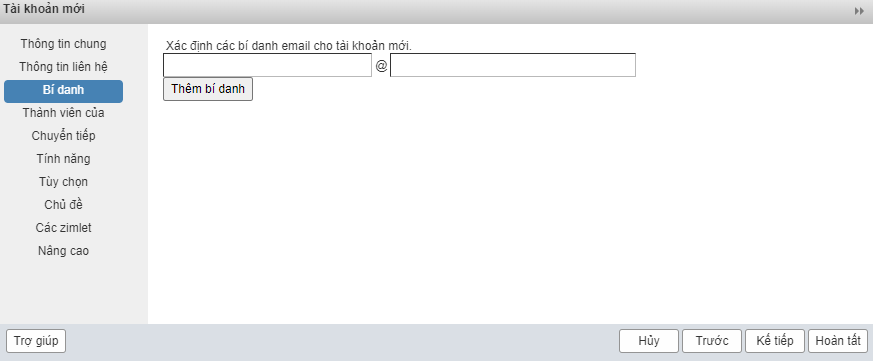 Tài khoản mới
Thông tin chung
Thông tin liên hệ
Bí danh
Thành viên của
Chuyển tiếp
Tính năng
Tùy chọn
Chủ đề
Các zimlet
Nâng cao
Xác định các bí danh email cho tài khoản mới.
@
Thêm bí danh
Trợ giúp
Hủy
Trước
Kế tiếp
Hoàn tất